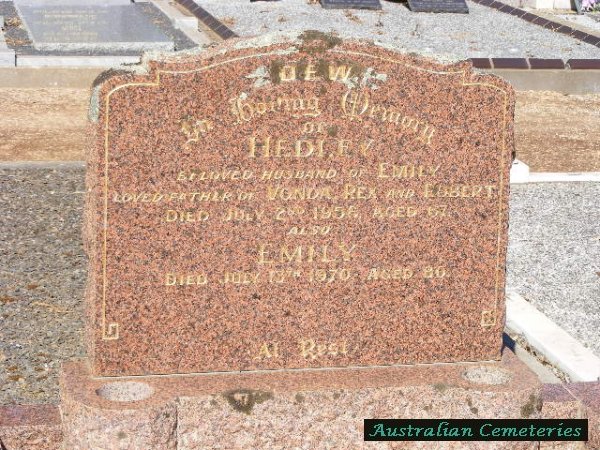 DEW
In Loving Memory
of
HEDLEY
BELOVED HUSBAND OF EMILY
LOVED FATHER OF VONDA, REX AND EGBERT
DIED JULY 2ND 1956, AGED 67.
ALSO
EMILY
DIED JULY 13TH 1970, AGED 80.
At Rest
Australian Cemeteries